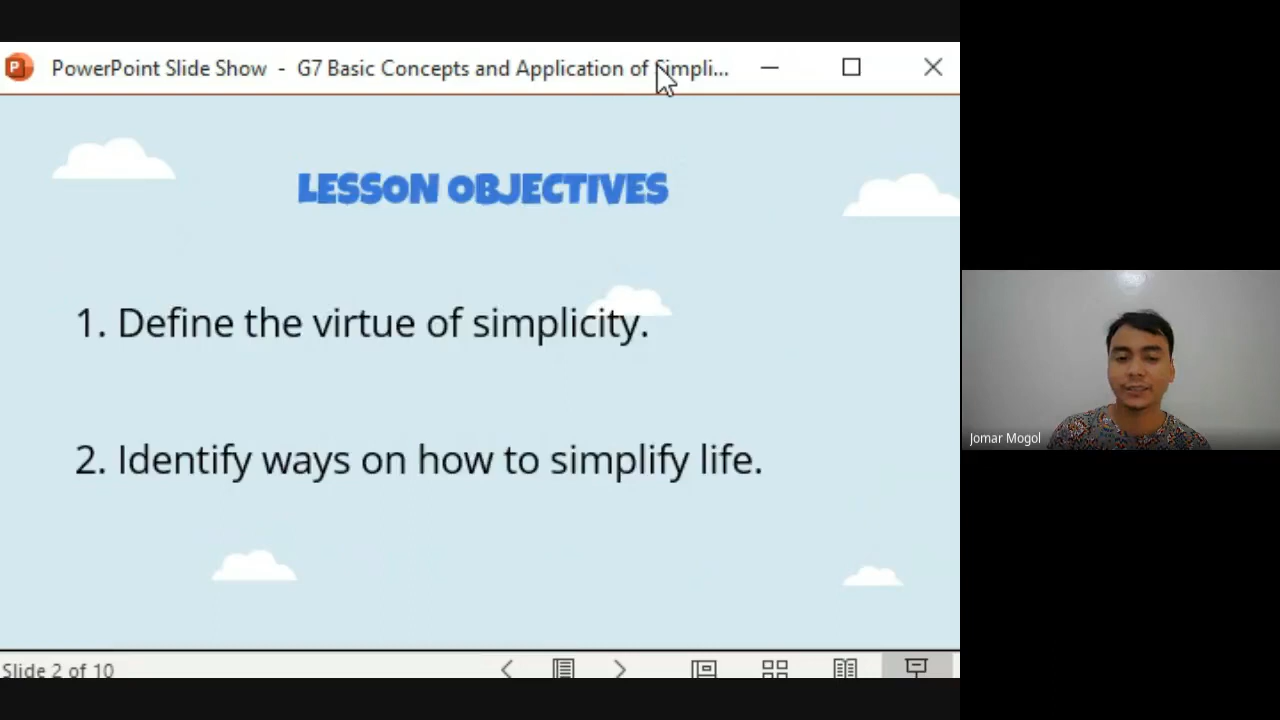 PowerPoint Slide Show - G7 Basic Concepts and Application of Simpli...
LESSON OBJECTIVES
1. Define the virtue of simplicity.
2. Identify ways on how to simplify life.
Jomar Mogol
Slide 2 of 10